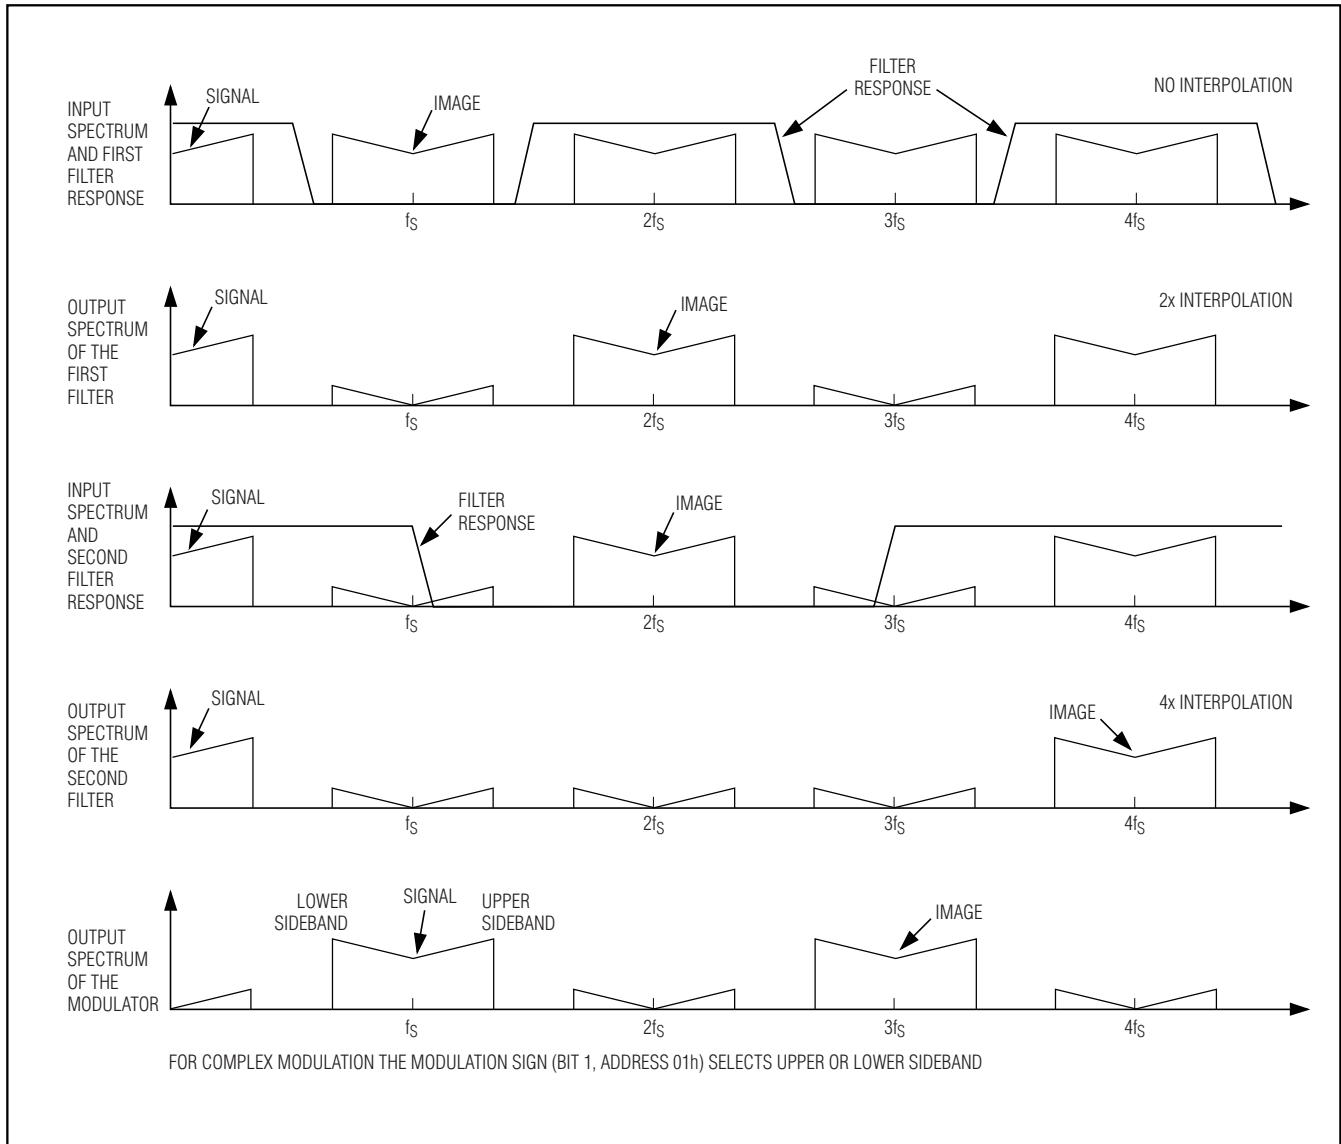 INPUT
SPECTRUM
AND FIRST
FILTER
RESPONSE
SIGNAL
IMAGE
FILTER
RESPONSE
NO INTERPOLATION
fS
2fS
3fS
4fS
OUTPUT
SPECTRUM
OF THE
FIRST
FILTER
SIGNAL
IMAGE
2x INTERPOLATION
fS
2fS
3fS
4fS
INPUT
SPECTRUM
AND
SECOND
FILTER
RESPONSE
SIGNAL
FILTER
RESPONSE
IMAGE
fS
2fS
3fS
4fS
OUTPUT
SPECTRUM
OF THE
SECOND
FILTER
SIGNAL
IMAGE
4x INTERPOLATION
fS
2fS
3fS
4fS
OUTPUT
SPECTRUM
OF THE
MODULATOR
LOWER
SIDEBAND
SIGNAL
UPPER
SIDEBAND
IMAGE
fS
2fS
3fS
4fS
FOR COMPLEX MODULATION THE MODULATION SIGN (BIT 1, ADDRESS 01h) SELECTS UPPER OR LOWER SIDEBAND